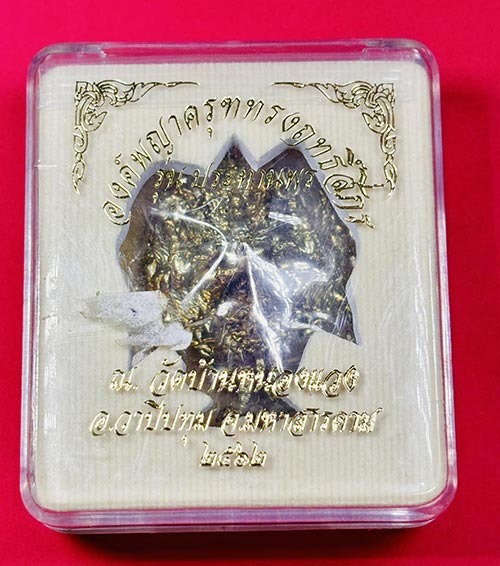 องค์พญาครุฑทรงฤทธิ์สี่กร
รุ่น ประทานพร
ณ. วัดบ้านหนองแวง
อ.วาปีปทุม จ.มหาสารคาม
๒๕๖๒